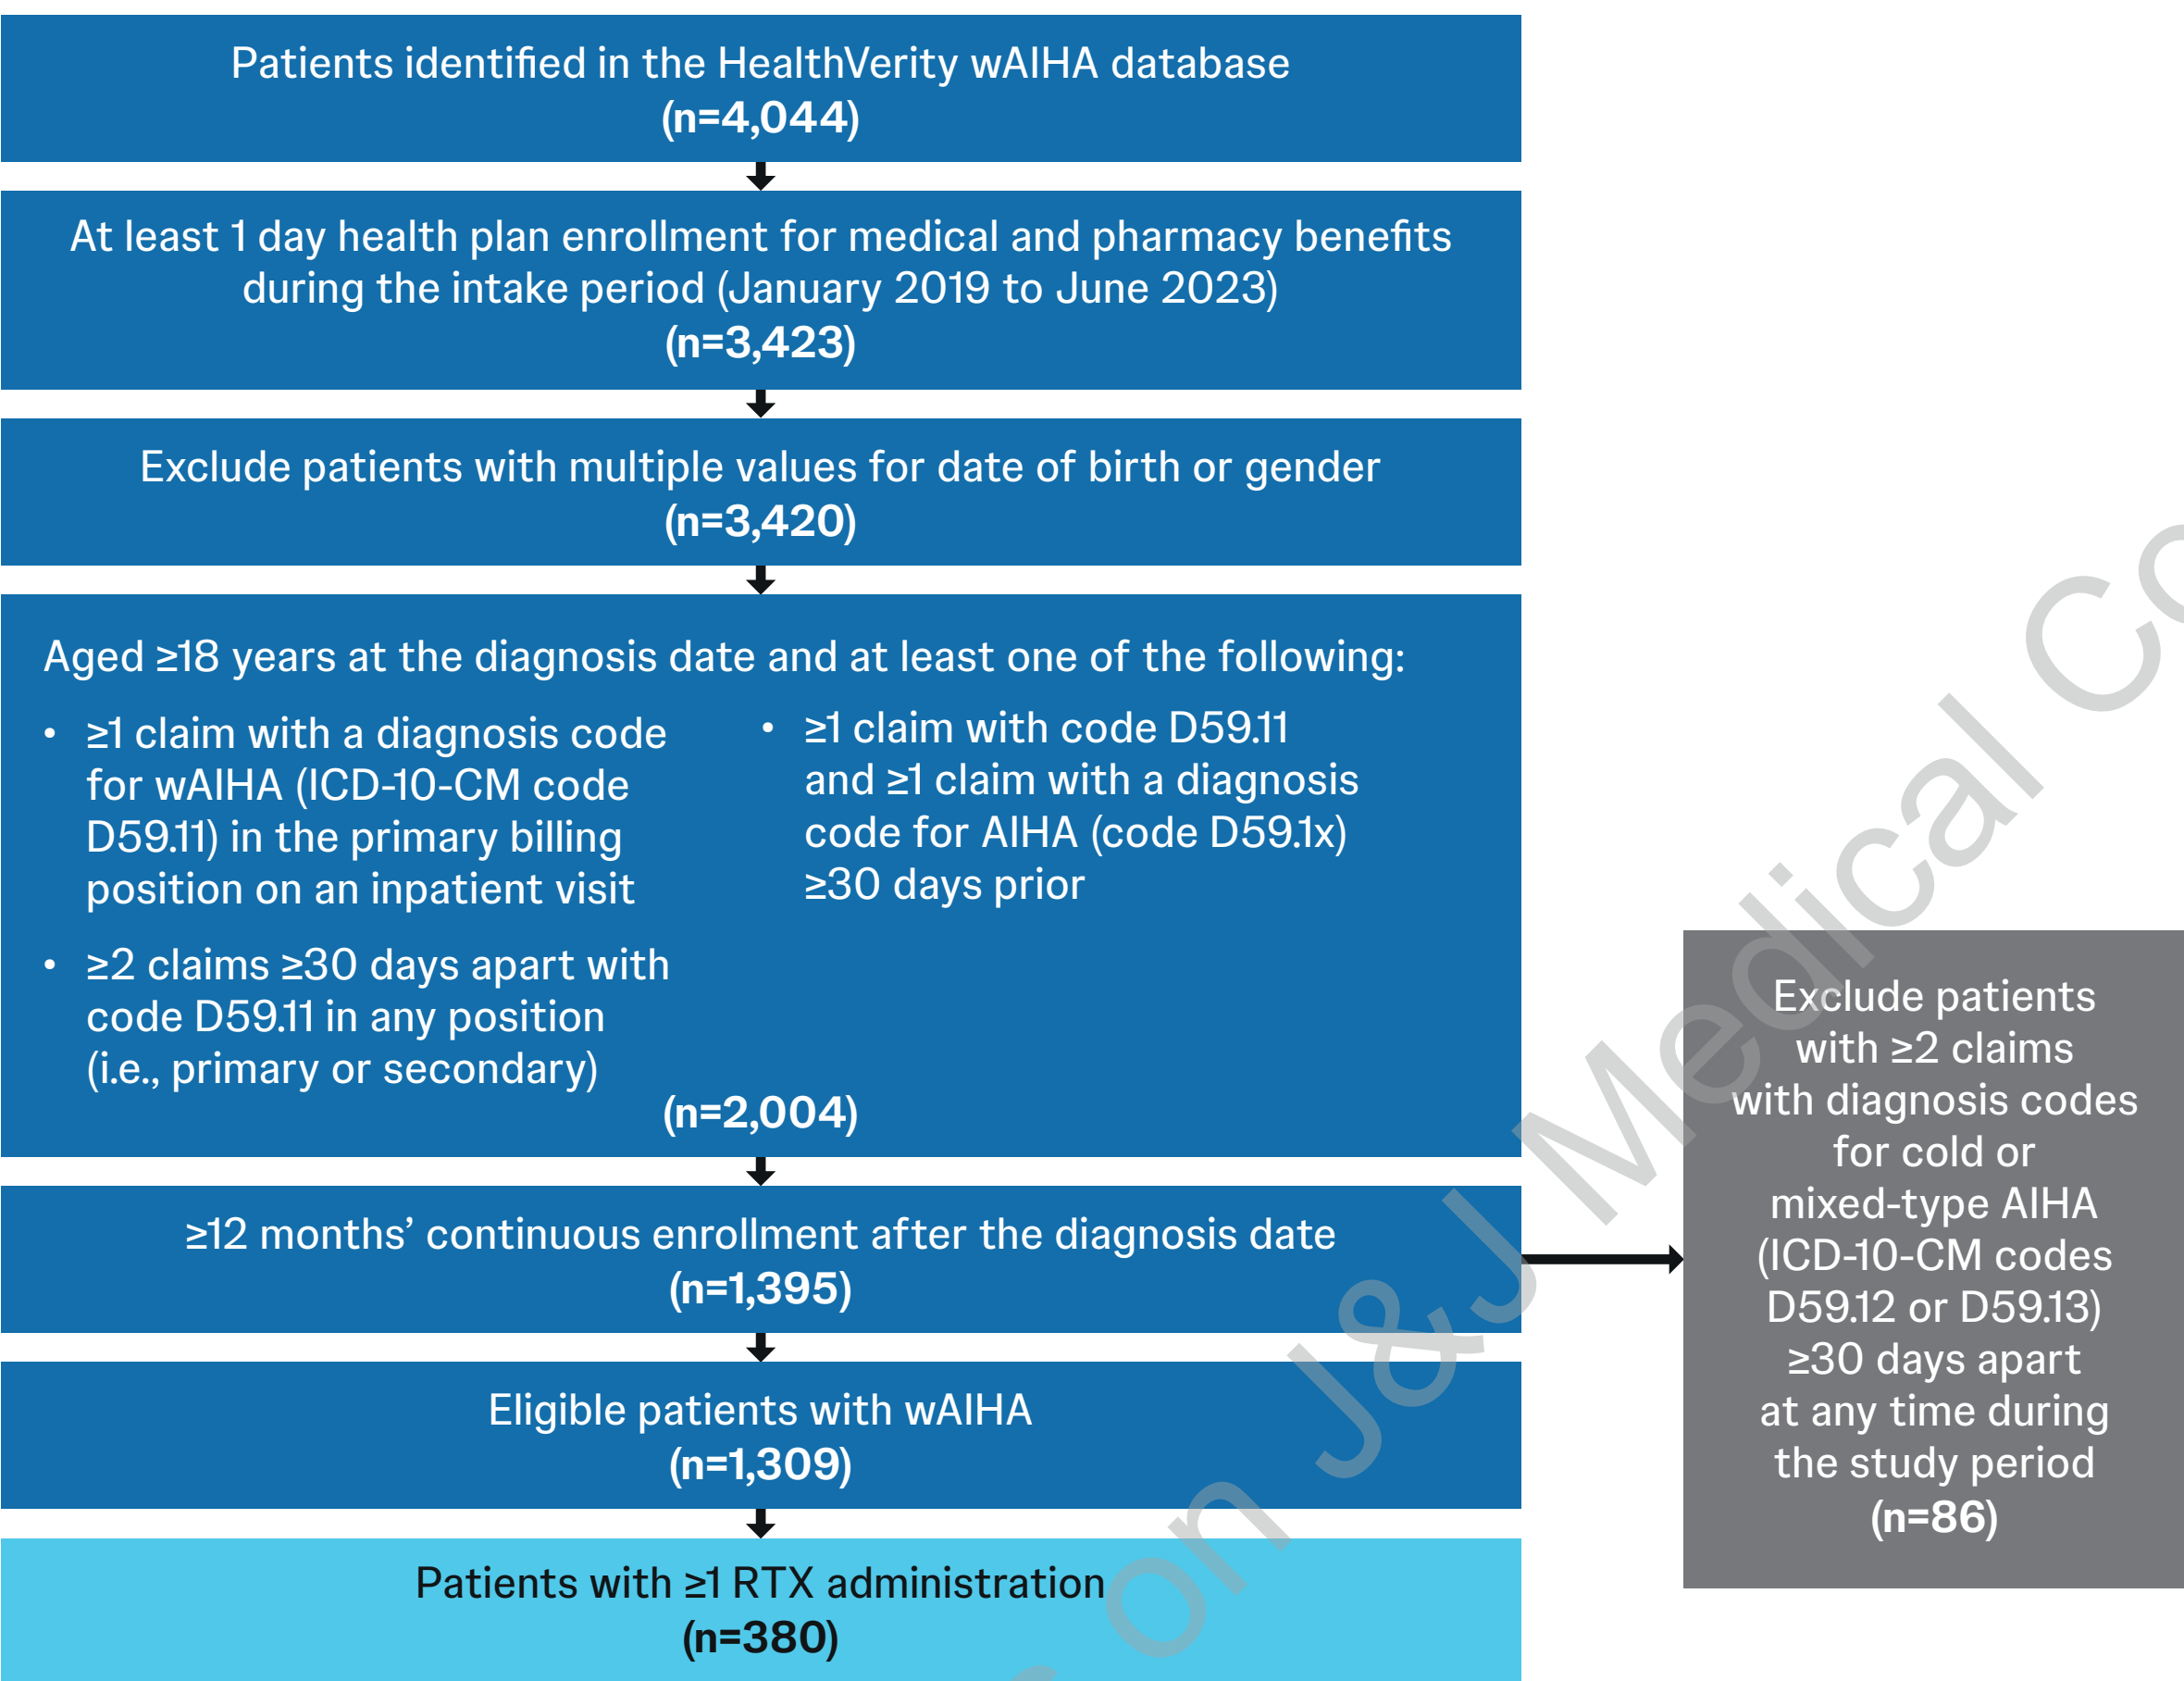 Patients identified in the HealthVerity wAIHA database
(n=4,044)
At least 1 day health plan enrollment for medical and pharmacy benefits
during the intake period (January 2019 to June 2023)
(n=3,423)
Exclude patients with multiple values for date of birth or gender
(n=3,420)
Aged ≥18 years at the diagnosis date and at least one of the following:
• ≥1 claim with a diagnosis code
for wAIHA (ICD-10-CM code
D59.11) in the primary billing
position on an inpatient visit
• ≥2 claims ≥30 days apart with
code D59.11 in any position
(i.e., primary or secondary)
• ≥1 claim with code D59.11
and ≥1 claim with a diagnosis
code for AIHA (code D59.1x)
≥30 days prior
(n=2,004)
≥12 months’ continuous enrollment after the diagnosis date
(n=1,395)
Exclude patients
with ≥2 claims
with diagnosis codes
for cold or
mixed-type AIHA
(ICD-10-CM codes
D59.12 or D59.13)
≥30 days apart
at any time during
the study period
(n=86)
Eligible patients with wAIHA
(n=1,309)
Patients with ≥1 RTX administration
(n=380)
on J&J Medical